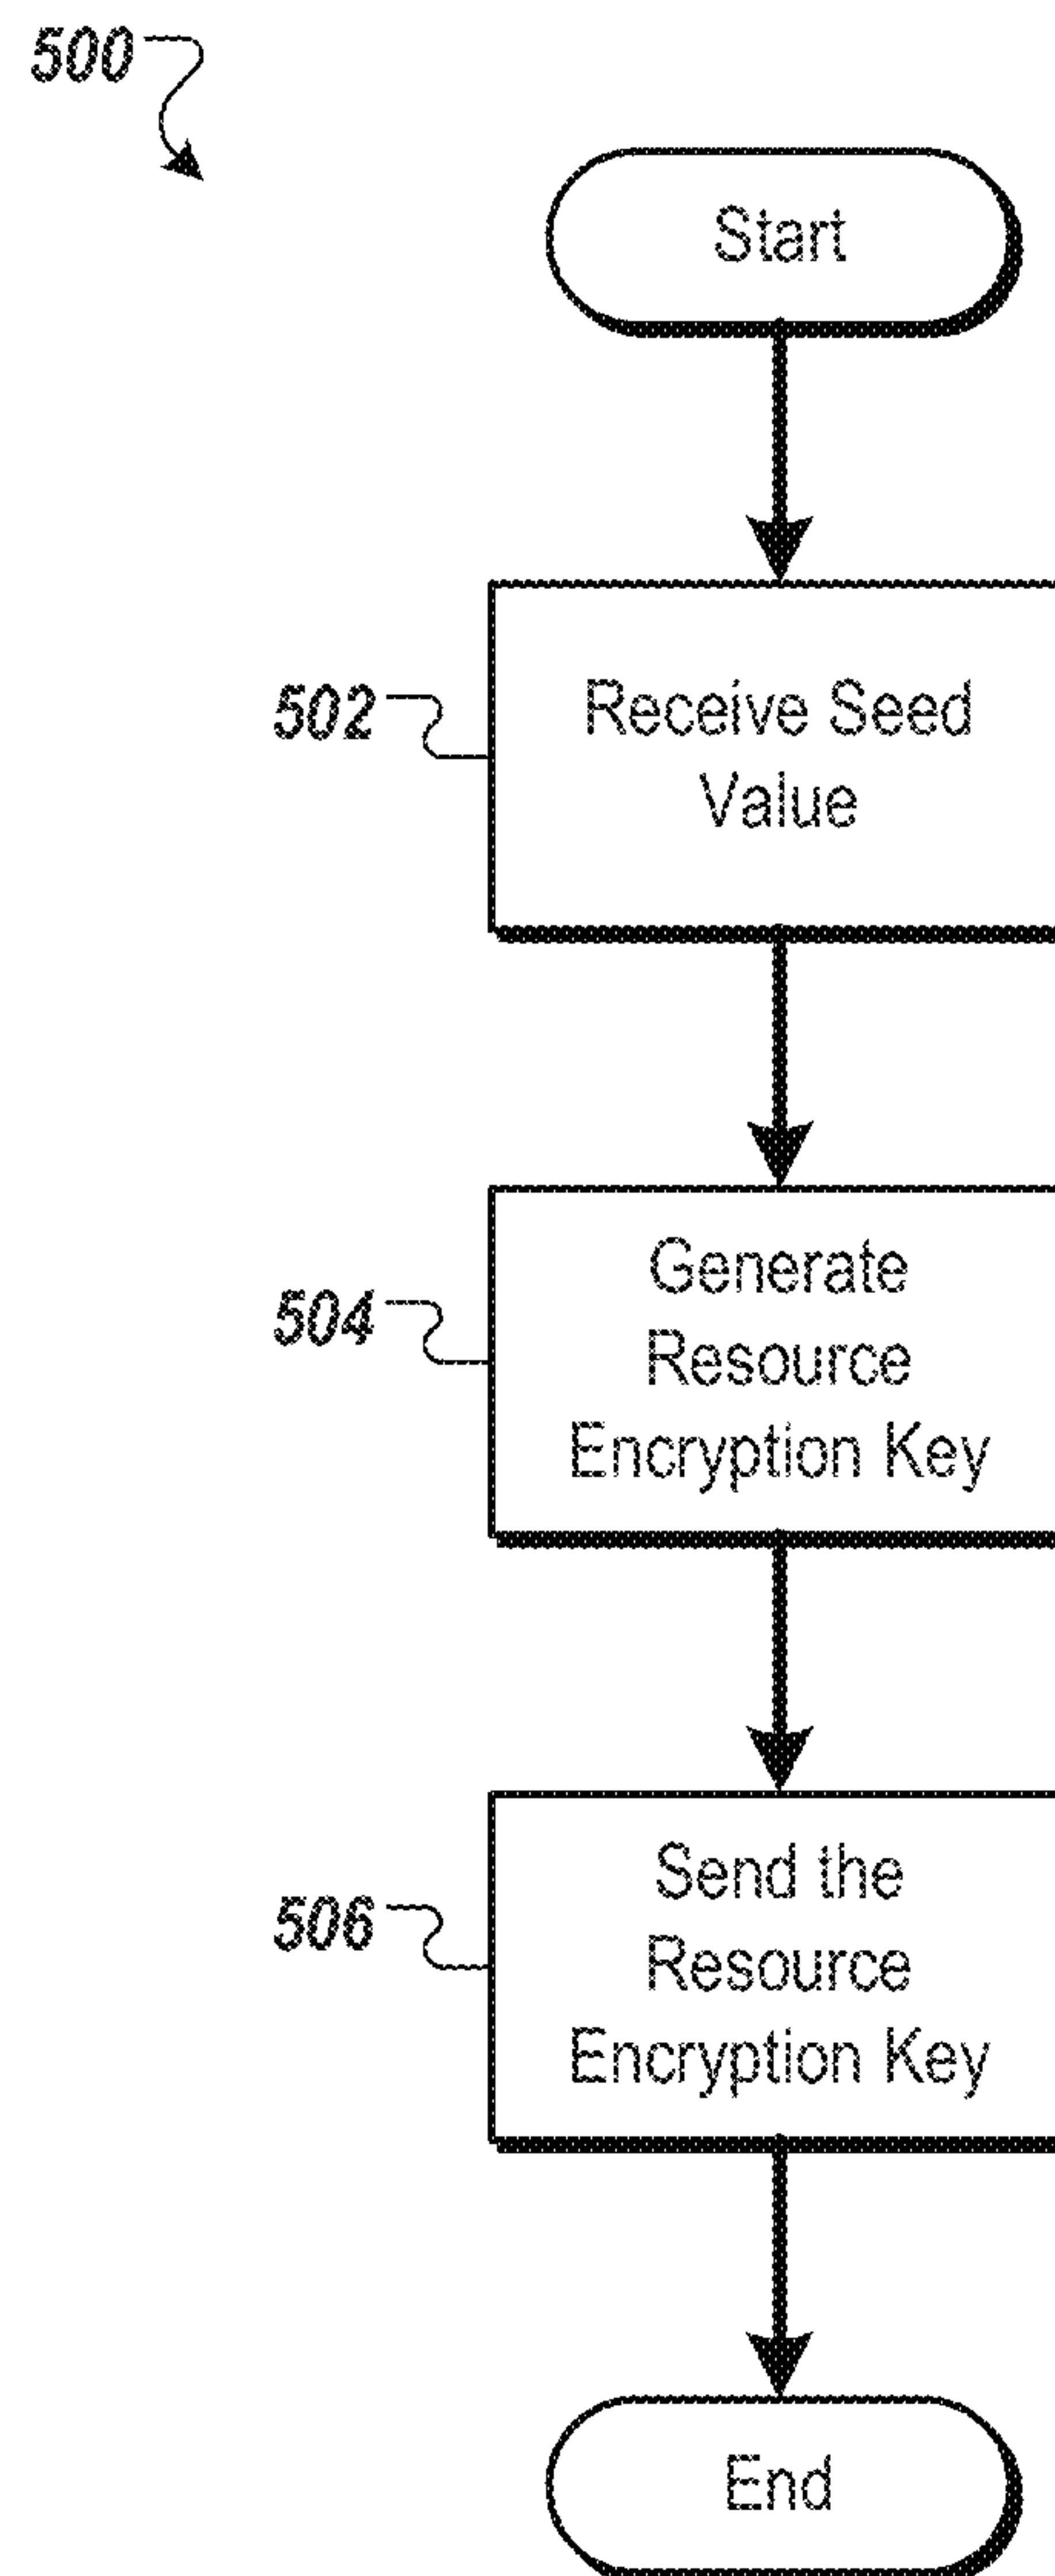 500
Start
502
Receive Seed
Value
504
Generate
Resource
Encryption Key
506
Send the
Resource
Encryption Key
End